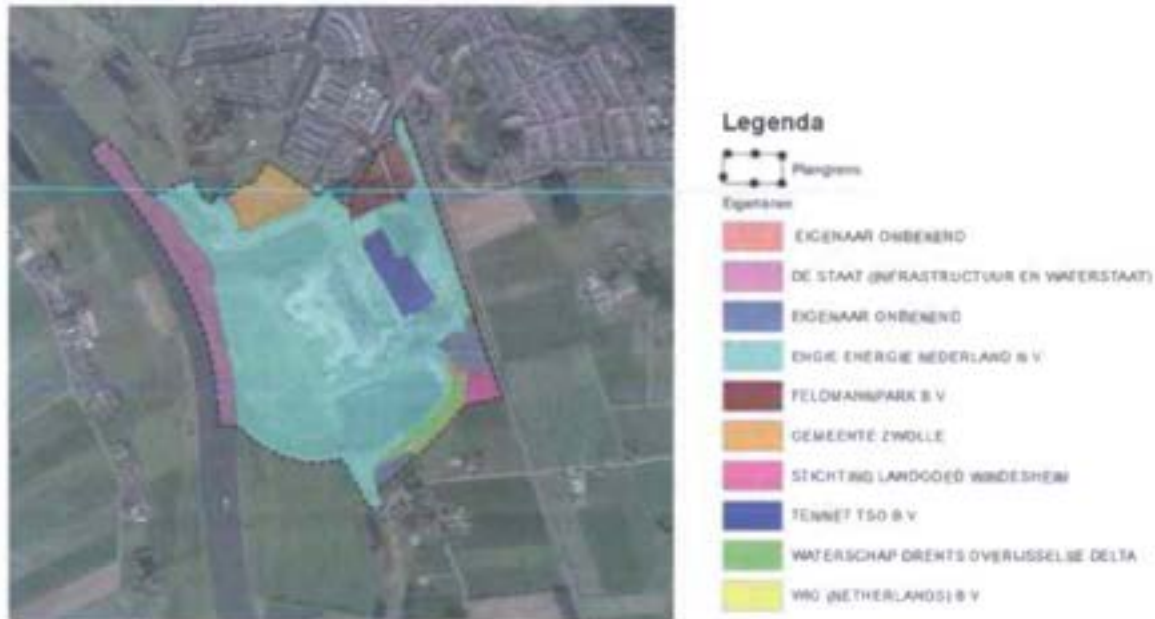 Legenda
Plangrens
Eigenaren
EIGENAAR ONBEKEND
DE STAAT (INFRASTRUCTUUR EN WATERSTAAT)
EIGENAAR ONBEKEND
ENGIE ENERGIE NEDERLAND N.V.
FELDMANNPARK B.V.
GEMEENTE ZWOLLE
STICHTING LANDGOED WINDESHEIM
TENNET TSO B.V.
WATERSCHAP DRENTS OVERIJSSELSE DELTA
(NETHERLANDS) B.V.